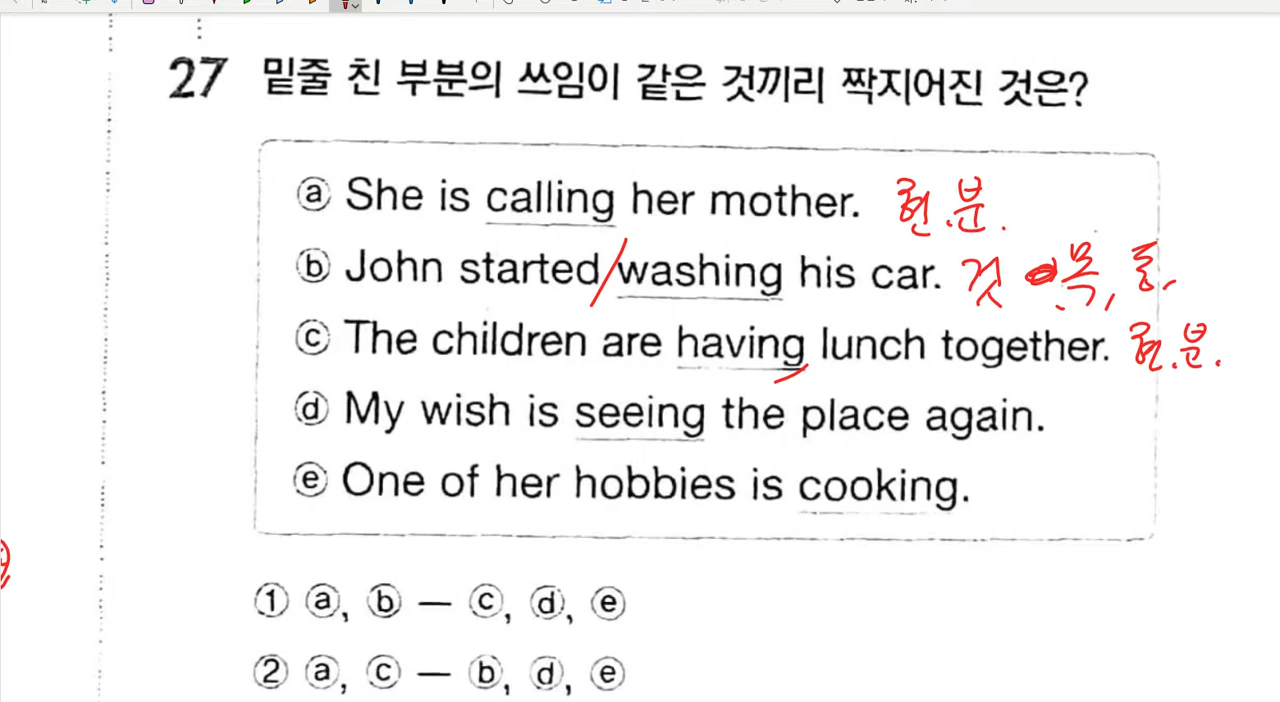 27 밑줄 친 부분의 쓰임이 같은 것끼리 짝지어진 것은?
ⓐ She is calling her mother. 현.분.
ⓑ John started/washing his car. 것 목,
ⓒ The children are having lunch together. 현.분.
ⓓ My wish is seeing the place again.
ⓔ One of her hobbies is cooking.
① ⓐ, ⓑ — ⓒ, ⓓ, ⓔ
② ⓐ, ⓒ — ⓑ, ⓓ, ⓔ